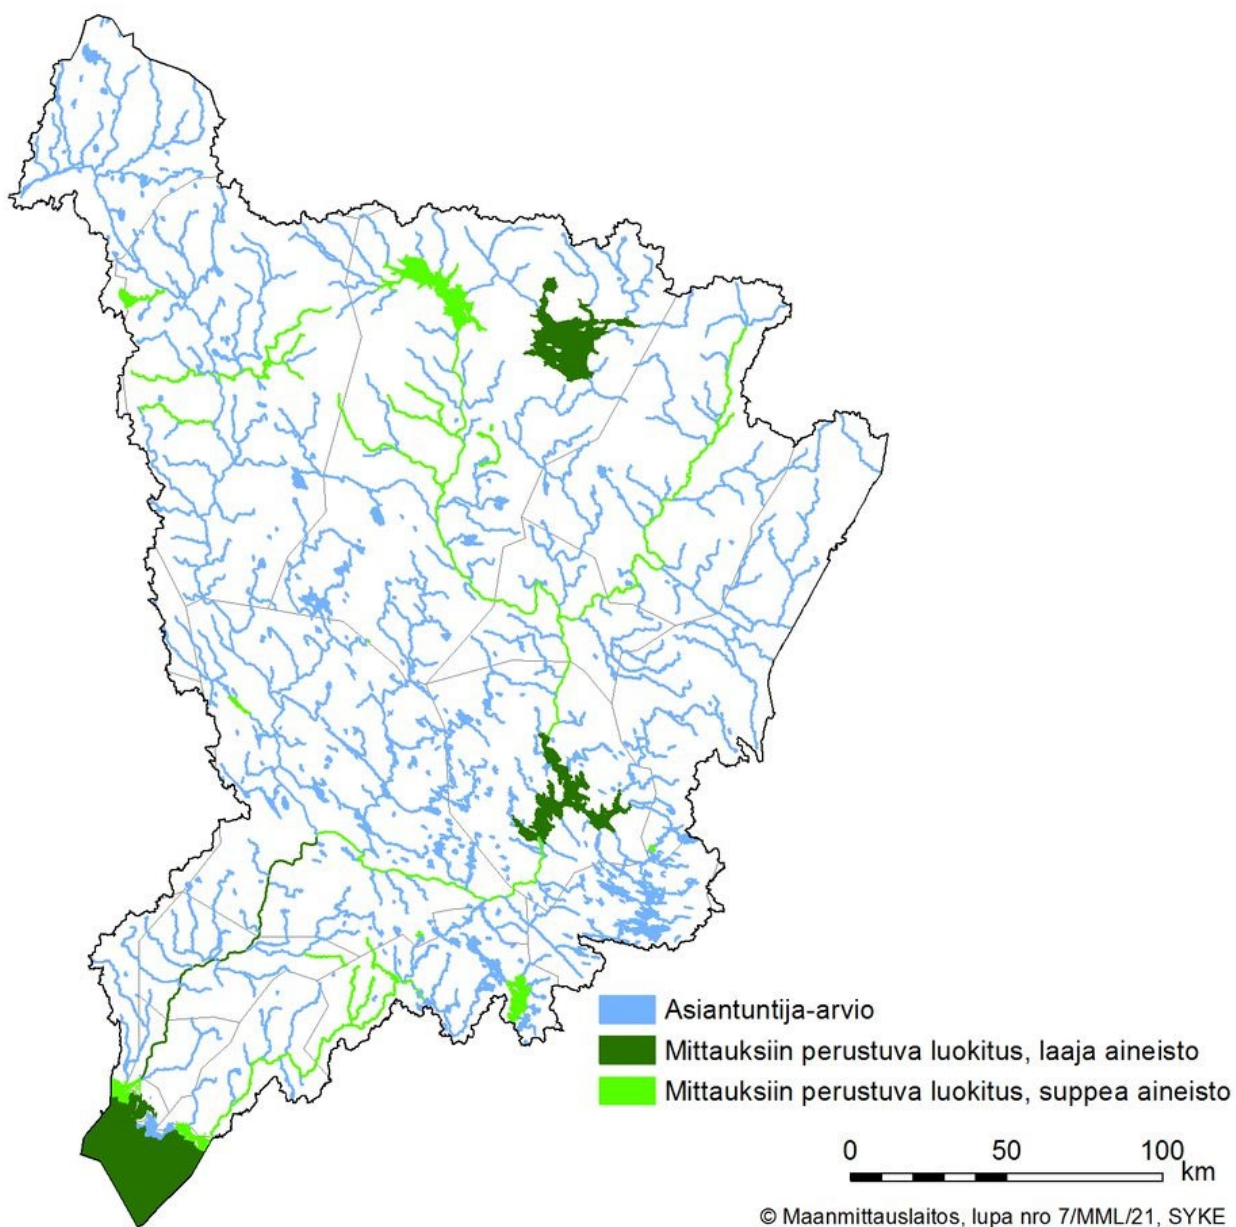 Asiantuntija-arvio
Mittauksiin perustuva luokitus, laaja aineisto
Mittauksiin perustuva luokitus, suppea aineisto
0 50 100
km
© Maanmittauslaitos, lupa nro 7/MML/21, SYKE